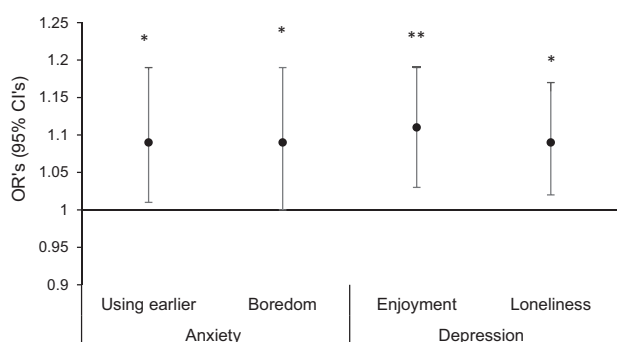 1.25
1.2
1.15
1.1
1.05
1
0.95
0.9
OR's (95% CI's)
* * ** *
Using earlier Boredom Enjoyment Loneliness
Anxiety Depression